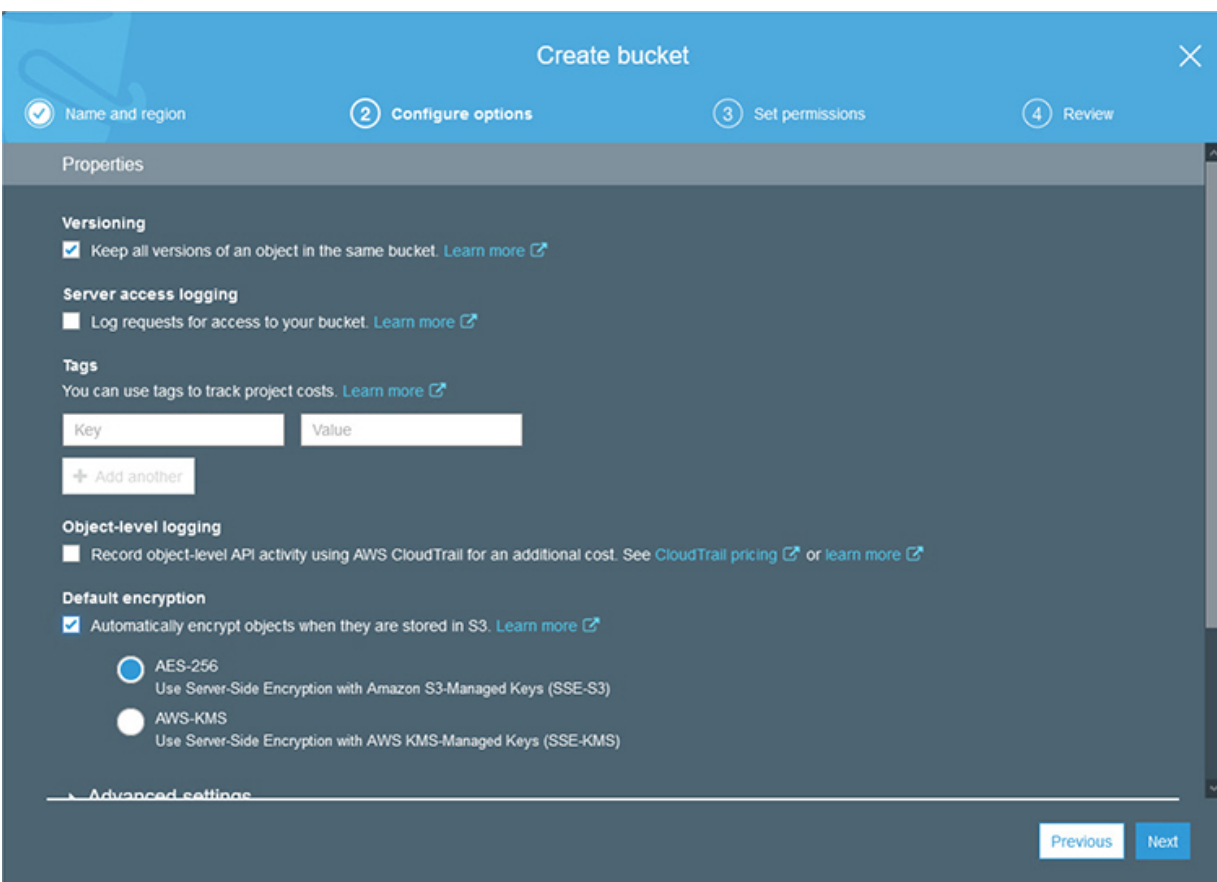 Create bucket
Name and region
2 Configure options
3 Set permissions
4 Review
Properties
Versioning
Keep all versions of an object in the same bucket. Learn more
Server access logging
Log requests for access to your bucket. Learn more
Tags
You can use tags to track project costs. Learn more
Key
Value
+ Add another
Object-level logging
Record object-level API activity using AWS CloudTrail for an additional cost. See CloudTrail pricing or learn more
Default encryption
Automatically encrypt objects when they are stored in S3. Learn more
AES-256
Use Server-Side Encryption with Amazon S3-Managed Keys (SSE-S3)
AWS-KMS
Use Server-Side Encryption with AWS KMS-Managed Keys (SSE-KMS)
Advanced settings
Previous
Next